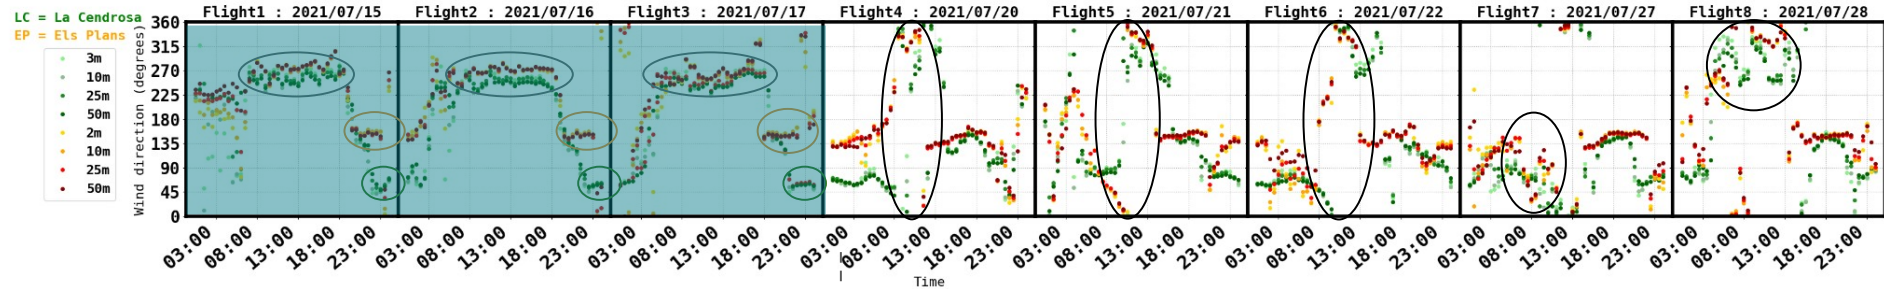 LC = La Cendrosa
EP = Els Plans
3m
10m
25m
50m
2m
10m
25m
50m
Wind direction (degrees)
360
315
270
225
180
135
90
45
0
Flight1 : 2021/07/15
Flight2 : 2021/07/16
Flight3 : 2021/07/17
Flight4 : 2021/07/20
Flight5 : 2021/07/21
Flight6 : 2021/07/22
Flight7 : 2021/07/27
Flight8 : 2021/07/28
03:00 08:00 13:00 18:00 23:00 03:00 08:00 13:00 18:00 23:00 03:00 08:00 13:00 18:00 23:00 03:00 08:00 13:00 18:00 23:00 03:00 08:00 13:00 18:00 23:00 03:00 08:00 13:00 18:00 23:00 03:00 08:00 13:00 18:00 23:00 03:00 08:00 13:00 18:00 23:00
Time